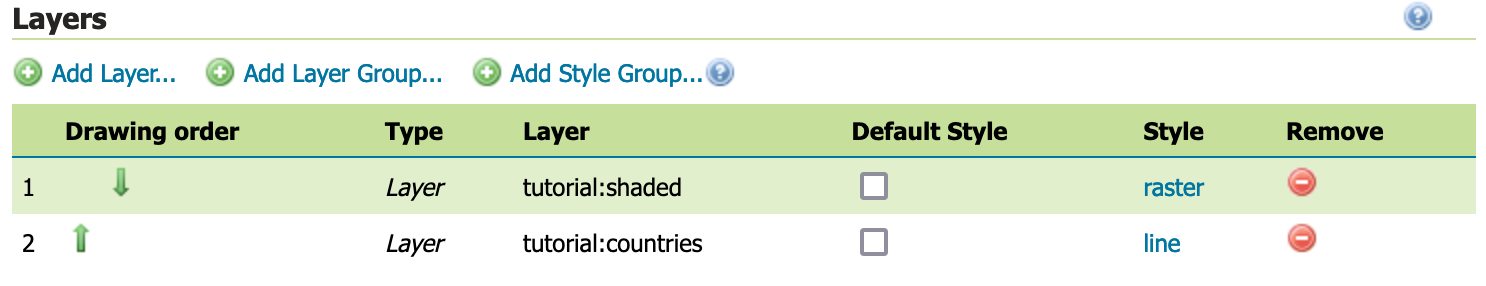 Layers
Add Layer... Add Layer Group... Add Style Group...
Drawing order Type Layer Default Style Style Remove
1 Layer tutorial:shaded raster
2 Layer tutorial:countries line